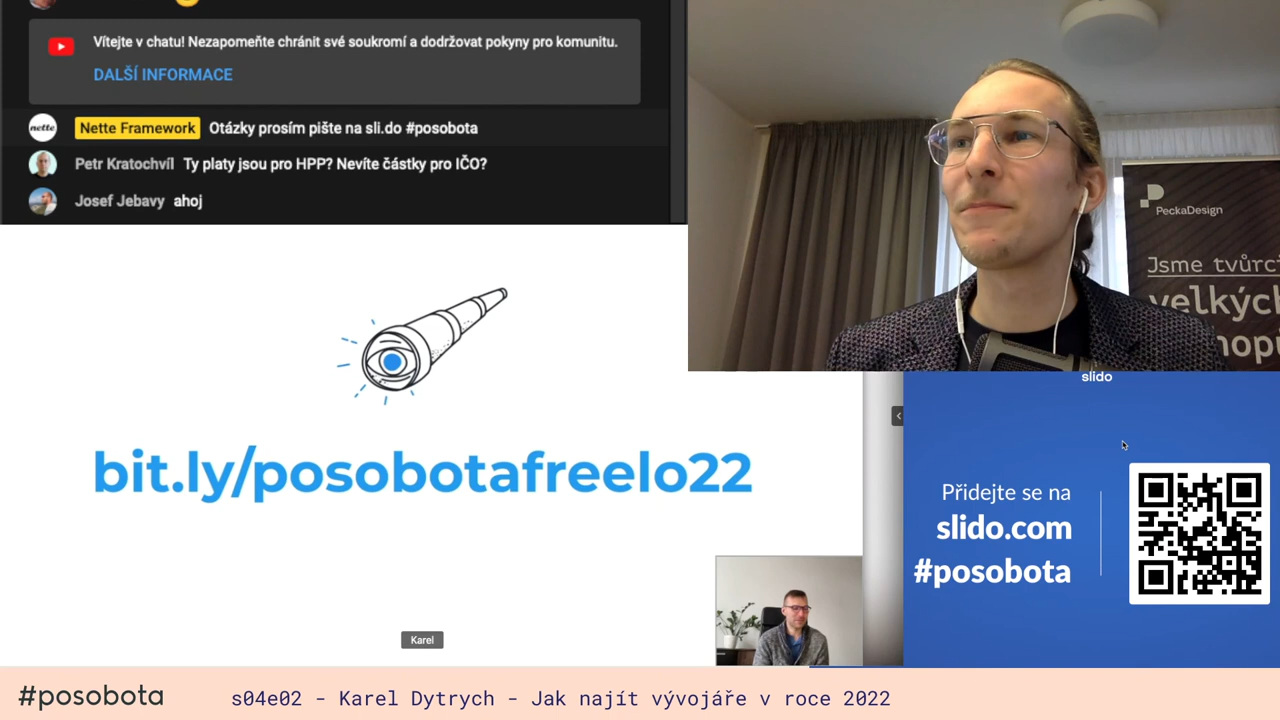 Vítejte v chatu! Nezapomeňte chránit své soukromí a dodržovat pokyny pro komunitu.
DALŠÍ INFORMACE
nette Nette Framework Otázky prosím pište na sli.do #posobota
Petr Kratochvíl Ty platy jsou pro HPP? Nevíte částky pro IČO?
Josef Jebavy ahoj
PeckaDesign
Jsme tvůrci
velkých
bit.ly/posobotafreelo22
Karel
slido
Přidejte se na
slido.com
#posobota
#posobota s04e02 - Karel Dytrych - Jak najít vývojáře v roce 2022